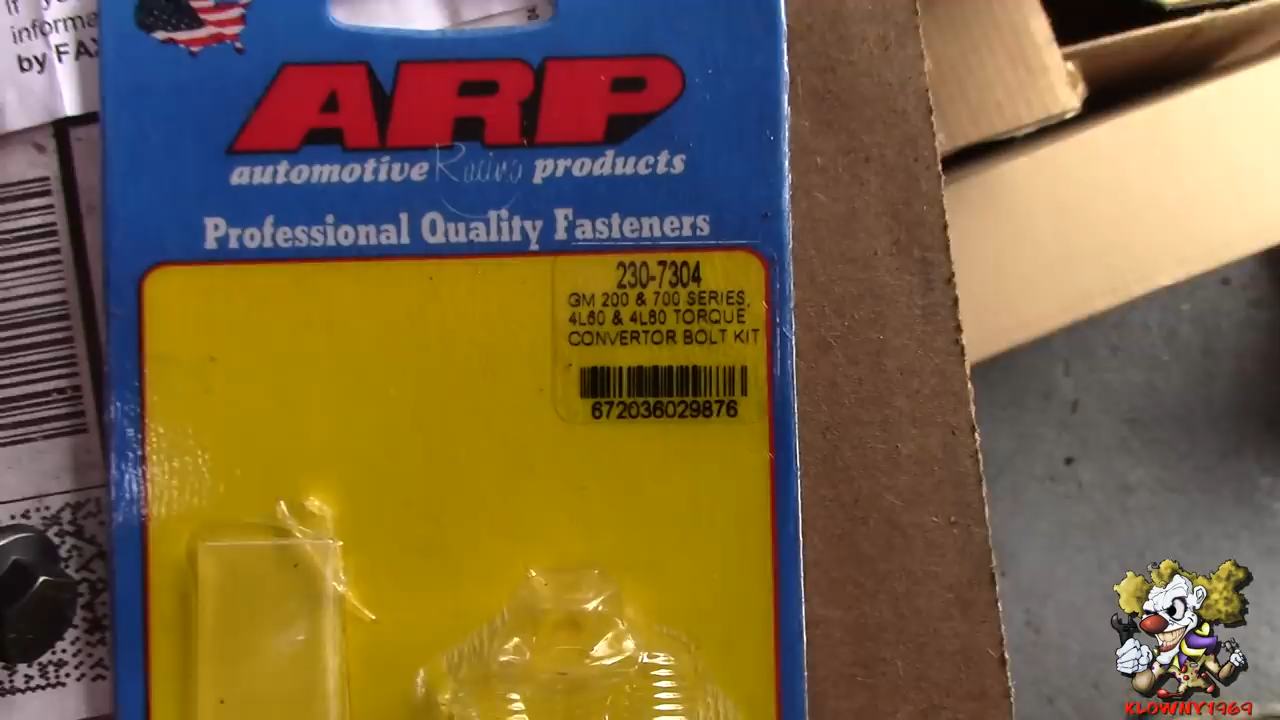 informa
by FAX
ARP
automotive Racing products
Professional Quality Fasteners
230-7304
GM 200 & 700 SERIES,
4L60 & 4L80 TORQUE
CONVERTOR BOLT KIT
672036029876
KLOWNY1969